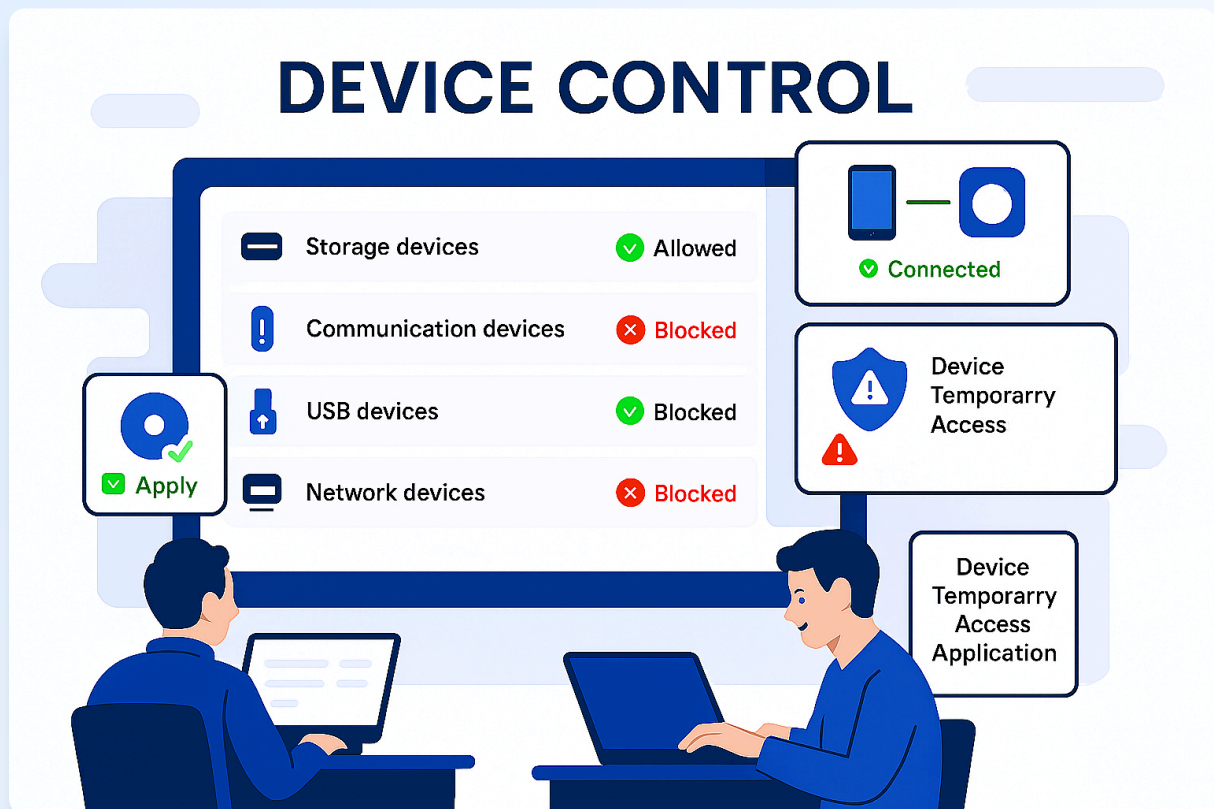 DEVICE CONTROL
Storage devices
Allowed
Communication devices
Blocked
USB devices
Blocked
Network devices
Blocked
Connected
Device
Temporarry
Access
Apply
Device
Temporarry
Access
Application